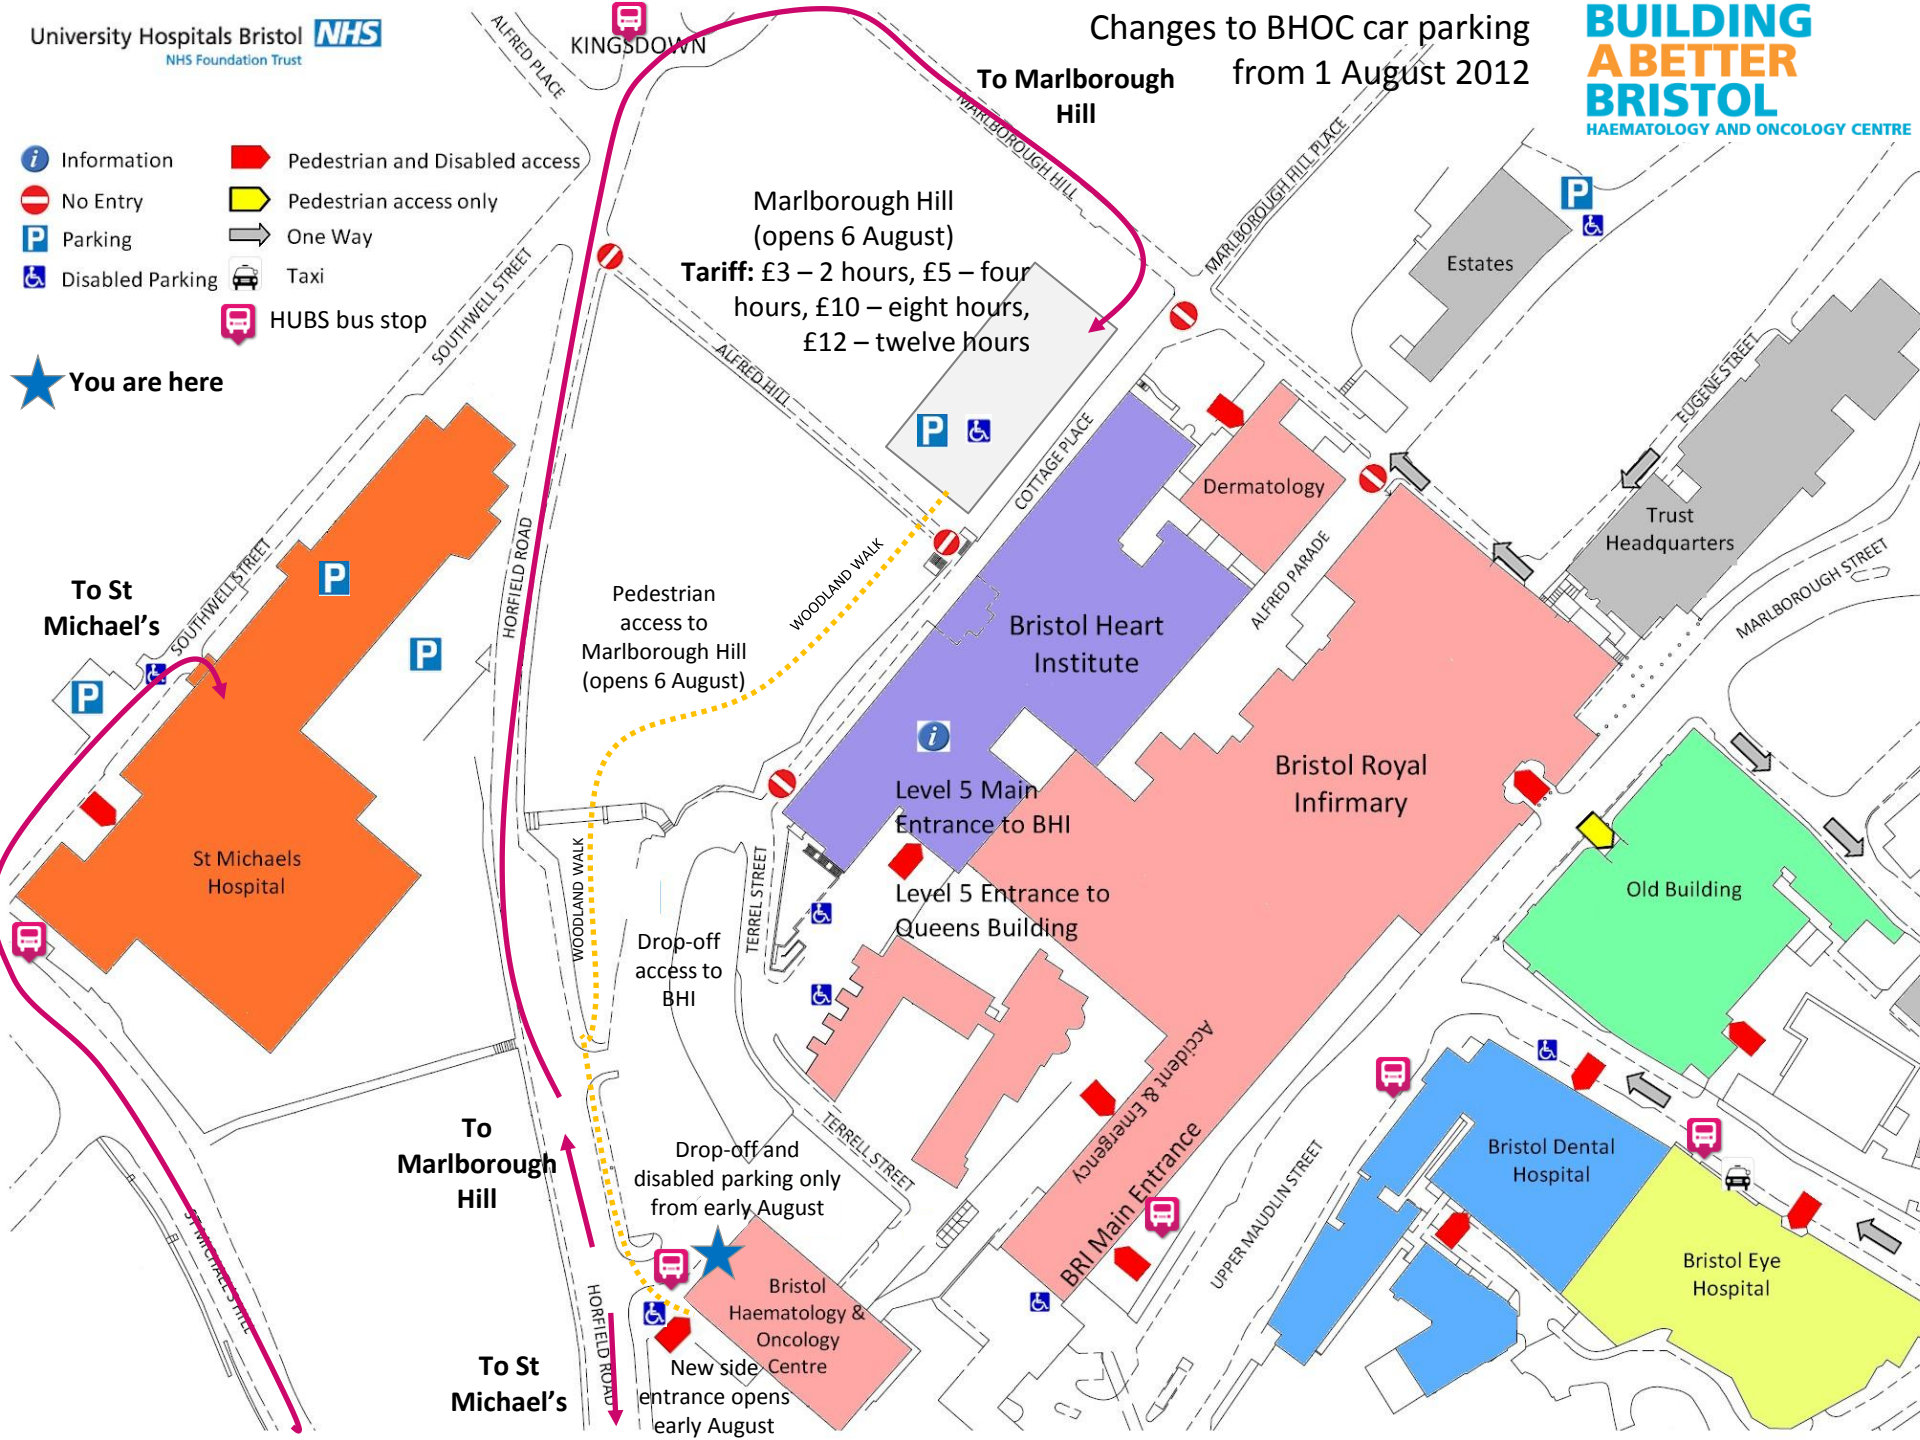 University Hospitals Bristol NHS
NHS Foundation Trust
Changes to BHOC car parking
from 1 August 2012
BUILDING
A BETTER
BRISTOL
HAEMATOLOGY AND ONCOLOGY CENTRE
i Information
Pedestrian and Disabled access
No Entry
Pedestrian access only
P Parking
One Way
Disabled Parking
Taxi
HUBS bus stop
You are here
ALFRED PLACE
KINGSDOWN
To Marlborough
Hill
MARLBOROUGH HILL
MARLBOROUGH HILL PLACE
Marlborough Hill
(opens 6 August)
Tariff: £3 – 2 hours, £5 – four
hours, £10 – eight hours,
£12 – twelve hours
P
P
Estates
SOUTHWELL STREET
ALFRED HILL
COTTAGE PLACE
EUGENE STREET
Dermatology
Trust
Headquarters
MARLBOROUGH STREET
SOUTHWELL STREET
P
HORFIELD ROAD
WOODLAND WALK
ALFRED PARADE
To St
Michael's
P
P
Pedestrian
access to
Marlborough Hill
(opens 6 August)
Bristol Heart
Institute
i
Level 5 Main
Entrance to BHI
Bristol Royal
Infirmary
St Michaels
Hospital
WOODLAND WALK
TERREL STREET
Level 5 Entrance to
Queens Building
Old Building
Drop-off
access to
BHI
Accident & Emergency
BRI Main Entrance
TERRELL STREET
UPPER MAUDLIN STREET
To
Marlborough
Hill
Drop-off and
disabled parking only
from early August
Bristol Dental
Hospital
Bristol Eye
Hospital
ST MICHAEL'S HILL
HORFIELD ROAD
Bristol
Haematology &
Oncology
Centre
To St
Michael's
New side
entrance opens
early August